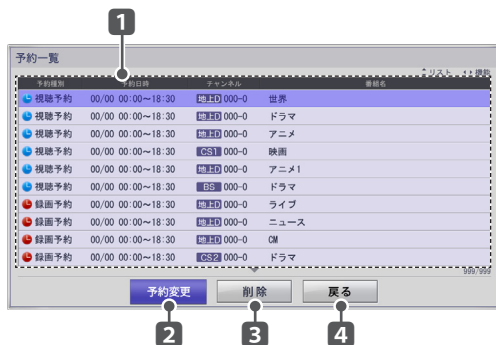 1
予約一覧
リスト 機能
予約種別 予約日時 チャンネル 番組名
視聴予約 00/00 00:00～18:30 地上D 000-0 世界
視聴予約 00/00 00:00～18:30 地上D 000-0 ドラマ
視聴予約 00/00 00:00～18:30 地上D 000-0 アニメ
視聴予約 00/00 00:00～18:30 CS1 000-0 映画
視聴予約 00/00 00:00～18:30 地上D 000-0 アニメ1
視聴予約 00/00 00:00～18:30 BS 000-0 ドラマ
録画予約 00/00 00:00～18:30 地上D 000-0 ライブ
録画予約 00/00 00:00～18:30 地上D 000-0 ニュース
録画予約 00/00 00:00～18:30 地上D 000-0 CM
録画予約 00/00 00:00～18:30 CS2 000-0 ドラマ
999/999
予約変更 削除 戻る
2 3 4